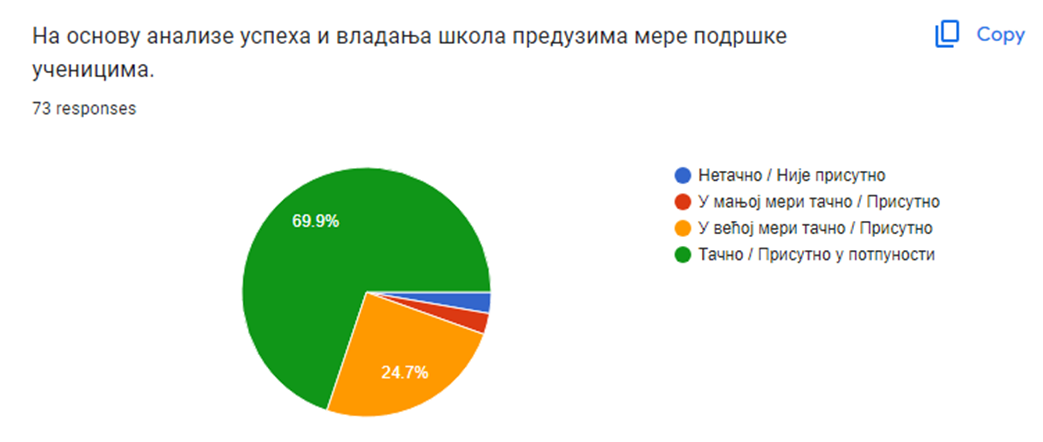 На основу анализе успеха и владања школа предузима мере подршке
ученицима.
Copy
73 responses
69.9%
24.7%
Нетачно / Није присутно
У мањој мери тачно / Присутно
У већој мери тачно / Присутно
Тачно / Присутно у потпуности